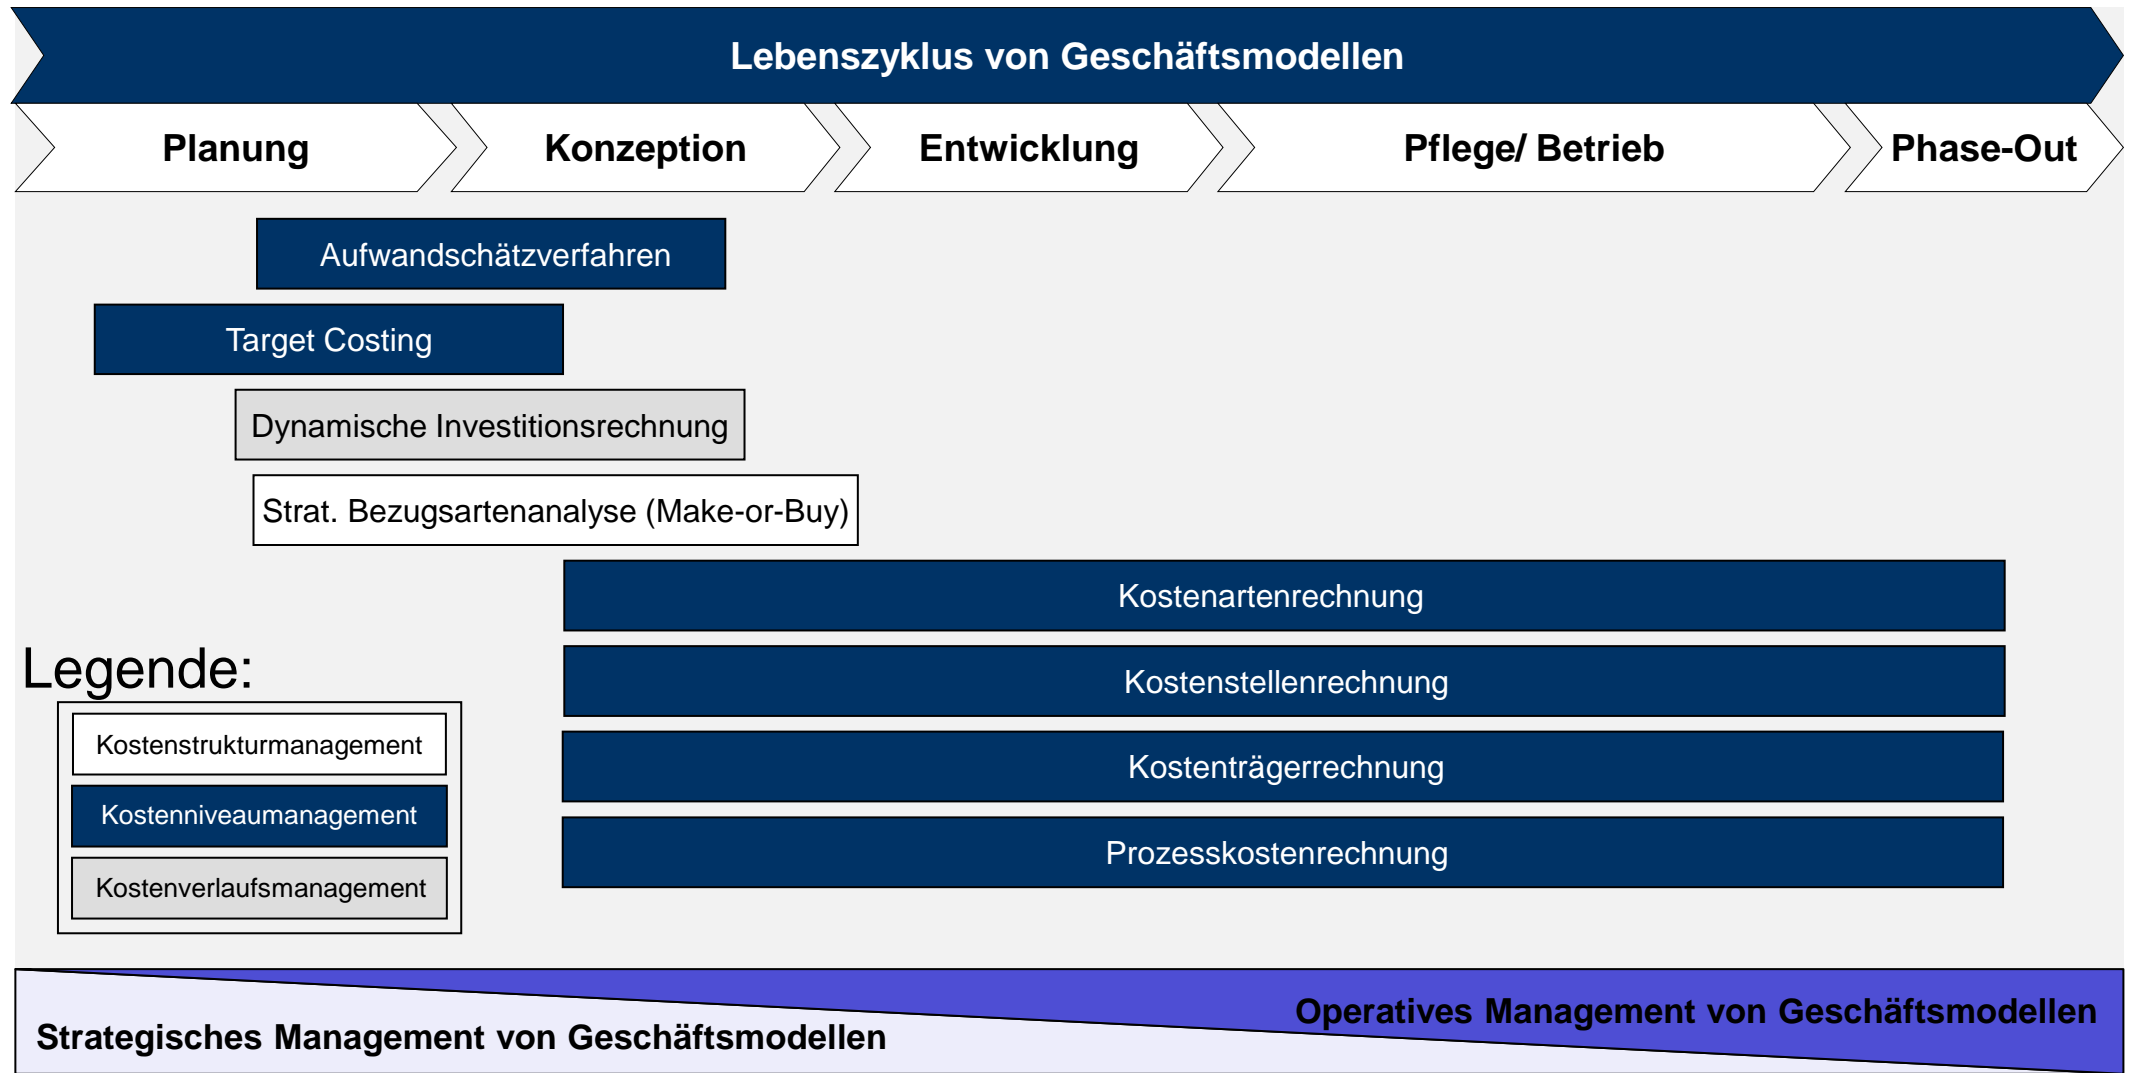 Lebenszyklus von Geschäftsmodellen
Planung
Konzeption
Entwicklung
Pflege/ Betrieb
Phase-Out
Aufwandschätzverfahren
Target Costing
Dynamische Investitionsrechnung
Strat. Bezugsartenanalyse (Make-or-Buy)
Kostenartenrechnung
Kostenstellenrechnung
Kostenträgerrechnung
Prozesskostenrechnung
Legende:
Kostenstrukturmanagement
Kostenniveaumanagement
Kostenverlaufsmanagement
Strategisches Management von Geschäftsmodellen
Operatives Management von Geschäftsmodellen